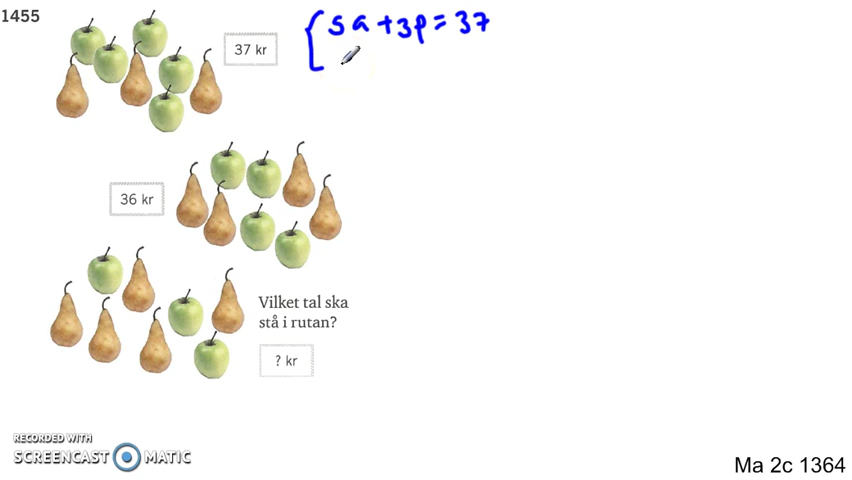 1455
37 kr
5a+3p=37
36 kr
Vilket tal ska
stå i rutan?
? kr
RECORDED WITH
SCREENCAST MATIC
Ma 2c 1364